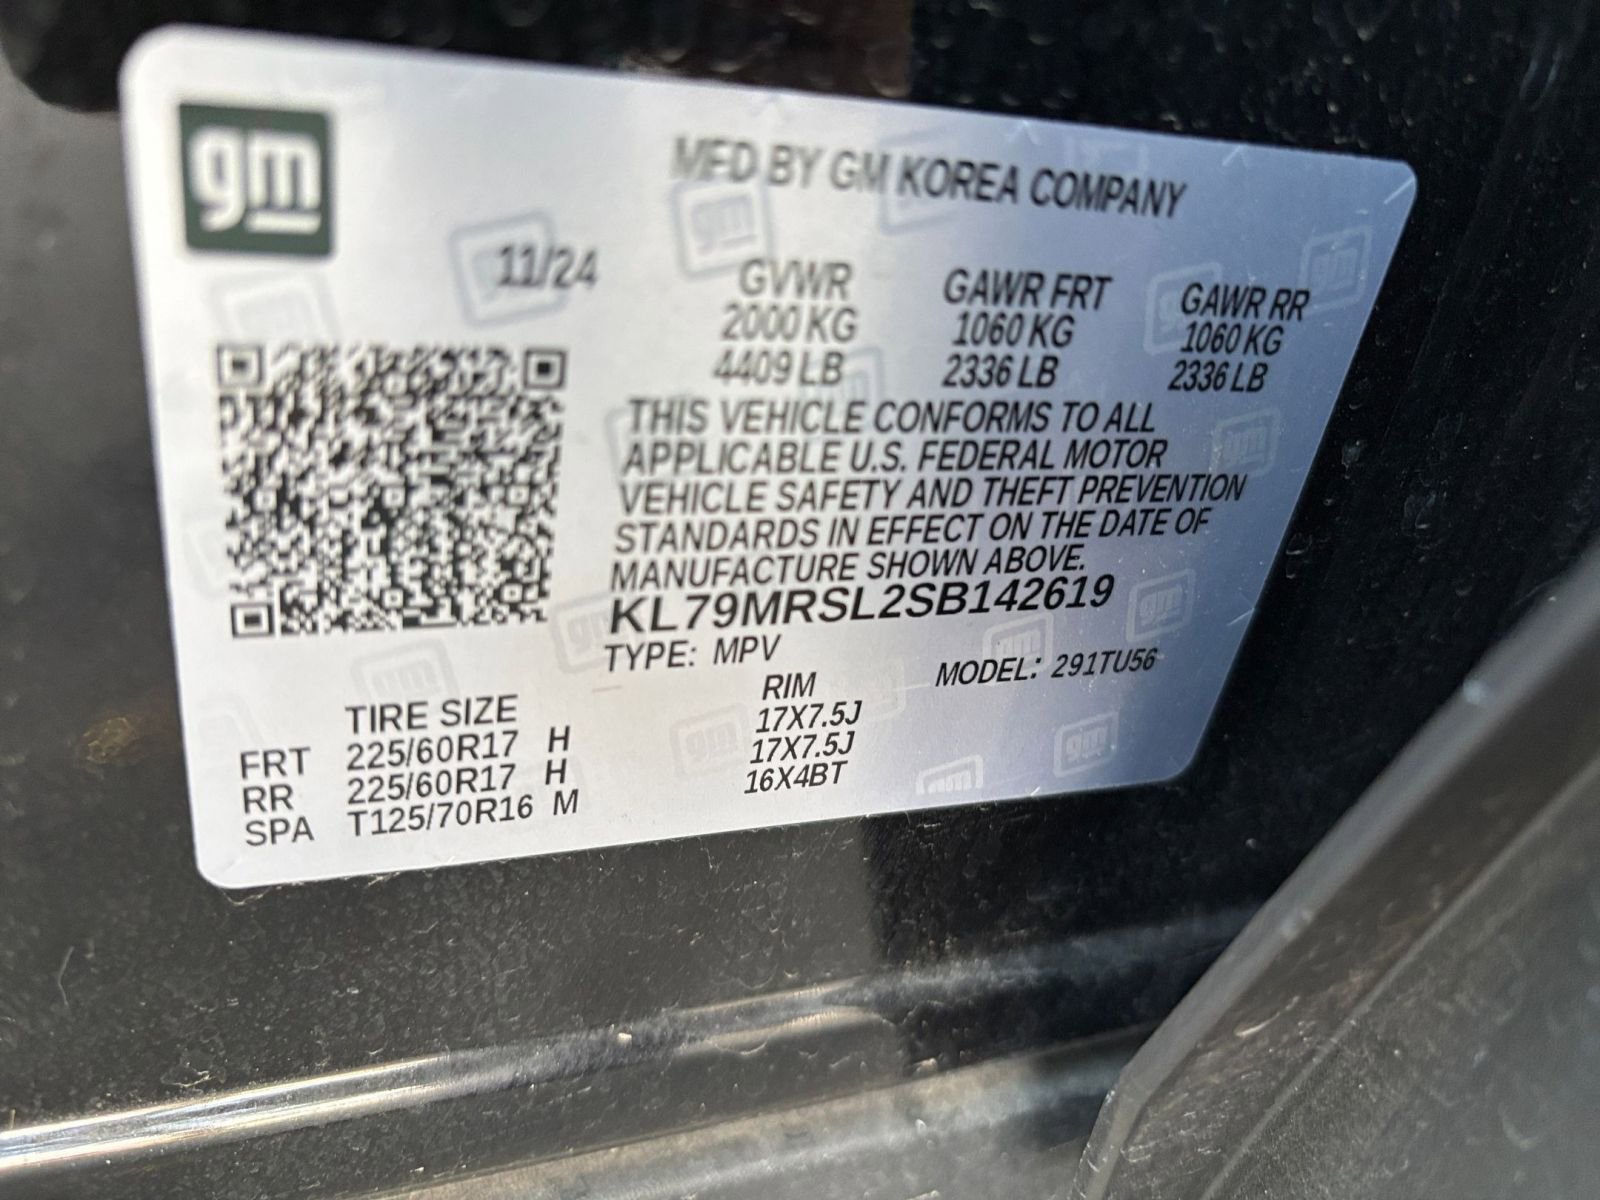 gm
MFD BY GM KOREA COMPANY
11/24
GVWR GAWR FRT GAWR RR
2000 KG 1060 KG 1060 KG
4409 LB 2336 LB 2336 LB
THIS VEHICLE CONFORMS TO ALL
APPLICABLE U.S. FEDERAL MOTOR
VEHICLE SAFETY AND THEFT PREVENTION
STANDARDS IN EFFECT ON THE DATE OF
MANUFACTURE SHOWN ABOVE.
KL79MRSL2SB142619
TYPE: MPV MODEL: 291TU56
TIRE SIZE RIM
FRT 225/60R17 H 17X7.5J
RR 225/60R17 H 17X7.5J
SPA T125/70R16 M 16X4BT